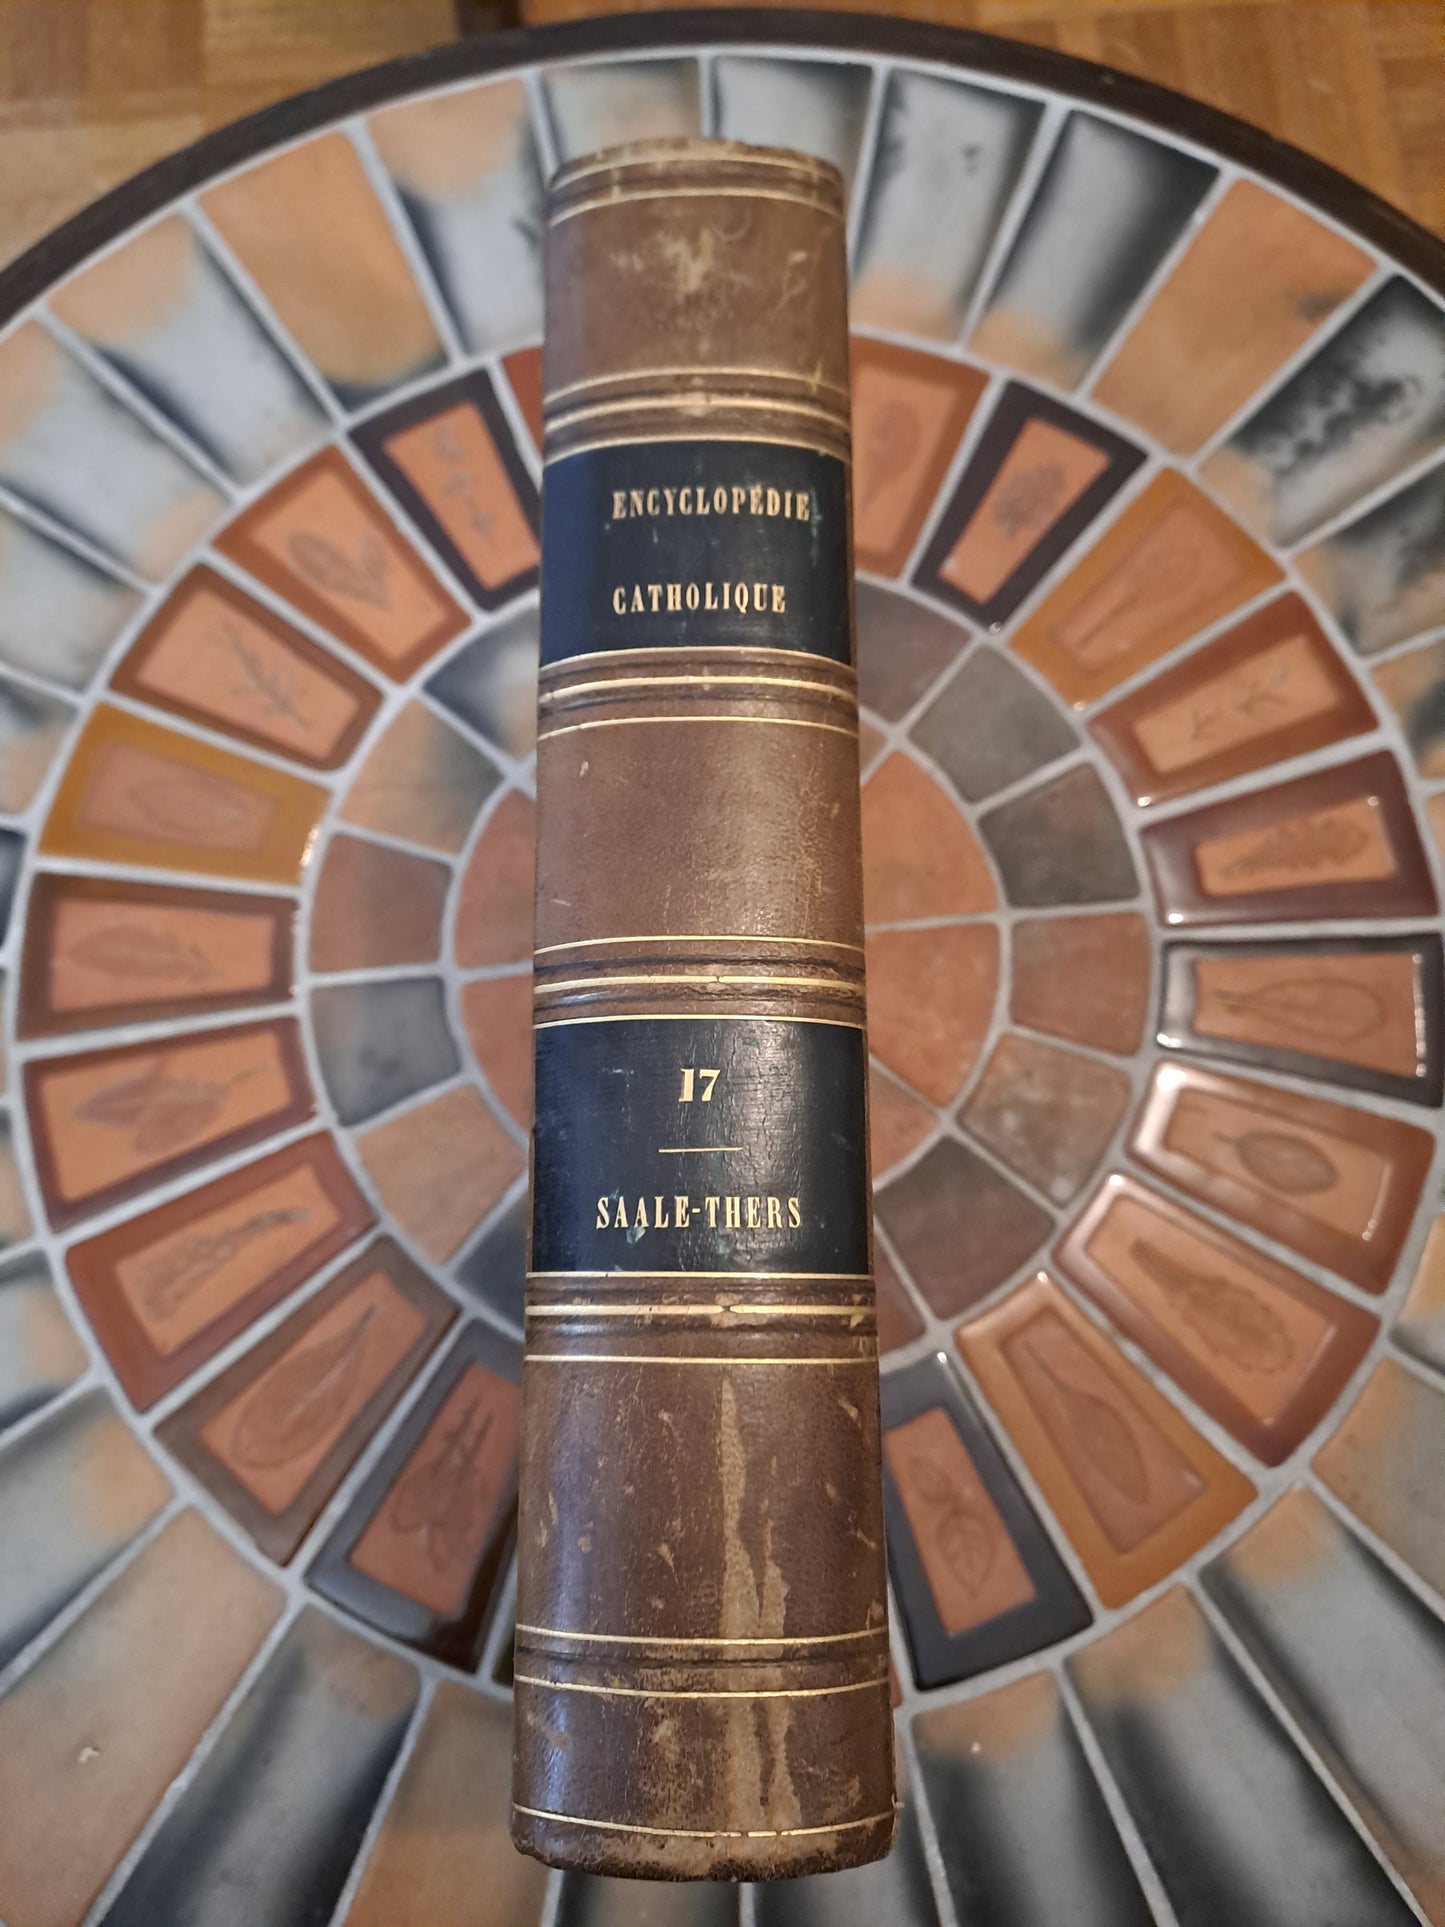 ENCYCLOPÉDIE
CATHOLIQUE
17
SAALE-THERS